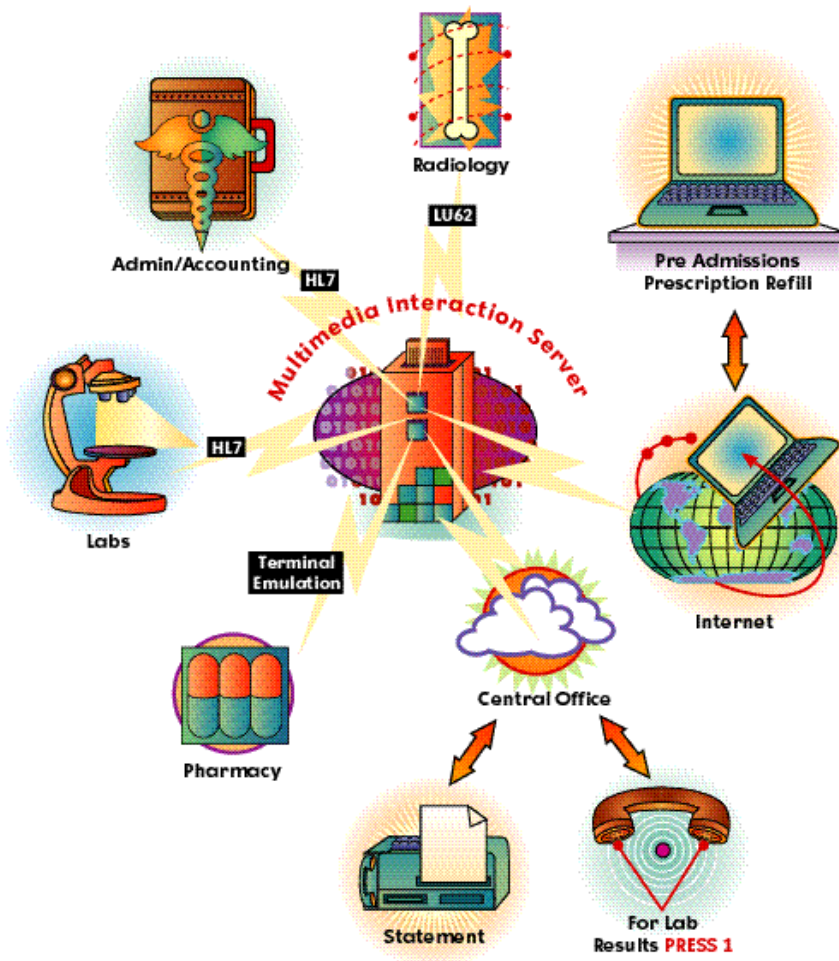 Radiology
LU62
Admin/Accounting
HL7
Pre Admissions
Prescription Refill
Multimedia Interaction Server
HL7
Labs
Terminal
Emulation
Internet
Central Office
Pharmacy
Statement
For Lab
Results PRESS 1